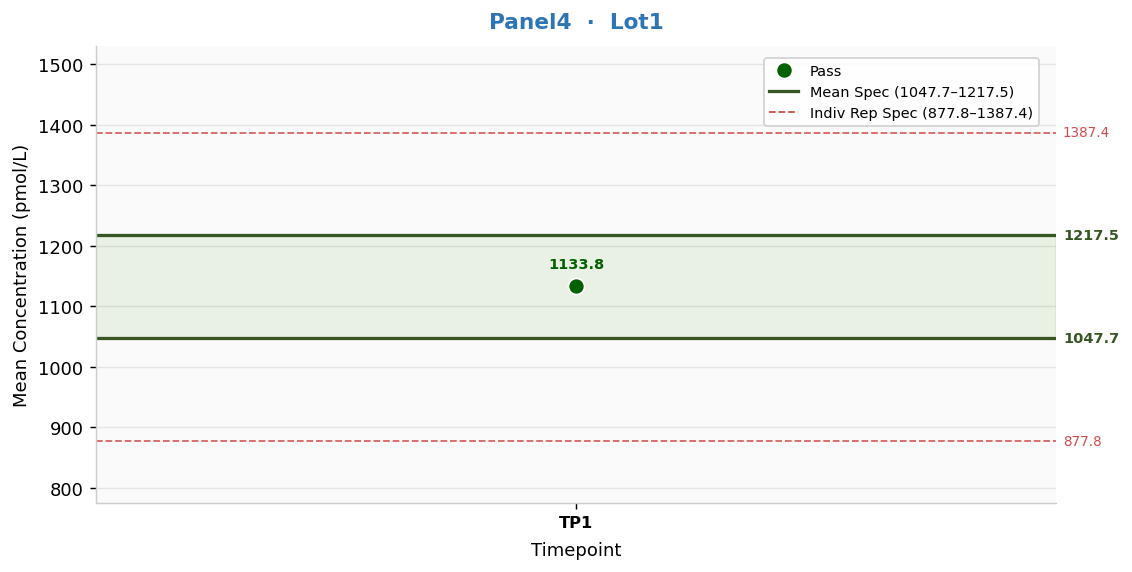 Panel4 · Lot1
Pass
Mean Spec (1047.7–1217.5)
Indiv Rep Spec (877.8–1387.4)
Mean Concentration (pmol/L)
1500
1400
1300
1200
1100
1000
900
800
1387.4
1217.5
1133.8
1047.7
877.8
TP1
Timepoint